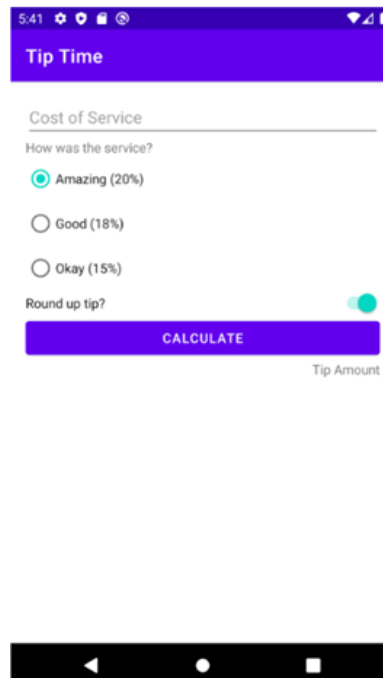 5:41
Tip Time
Cost of Service
How was the service?
Amazing (20%)
Good (18%)
Okay (15%)
Round up tip?
CALCULATE
Tip Amount